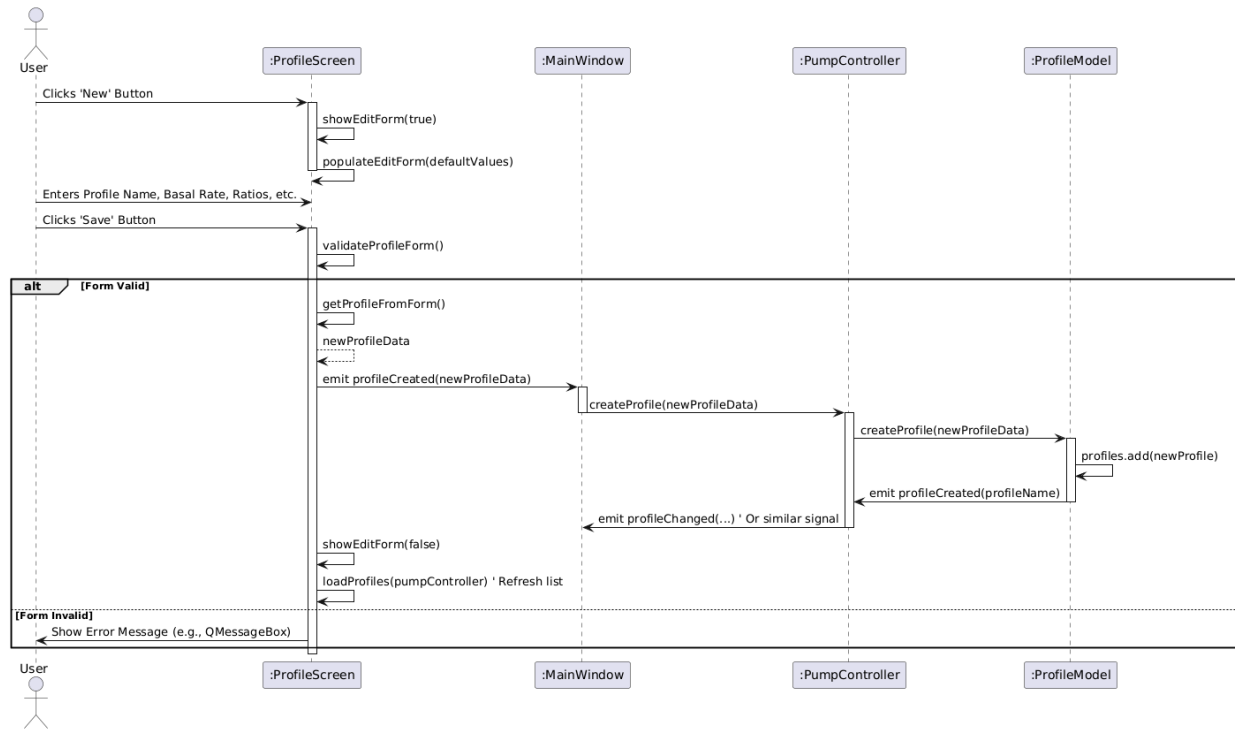 User
:ProfileScreen
:MainWindow
:PumpController
:ProfileModel
Clicks 'New' Button
showEditForm(true)
populateEditForm(defaultValues)
Enters Profile Name, Basal Rate, Ratios, etc.
Clicks 'Save' Button
validateProfileForm()
alt
[Form Valid]
getProfileFromForm()
newProfileData
emit profileCreated(newProfileData)
createProfile(newProfileData)
createProfile(newProfileData)
profiles.add(newProfile)
emit profileCreated(profileName)
emit profileChanged(...) ' Or similar signal
showEditForm(false)
loadProfiles(pumpController) ' Refresh list
[Form Invalid]
Show Error Message (e.g., QMessageBox)
User
:ProfileScreen
:MainWindow
:PumpController
:ProfileModel